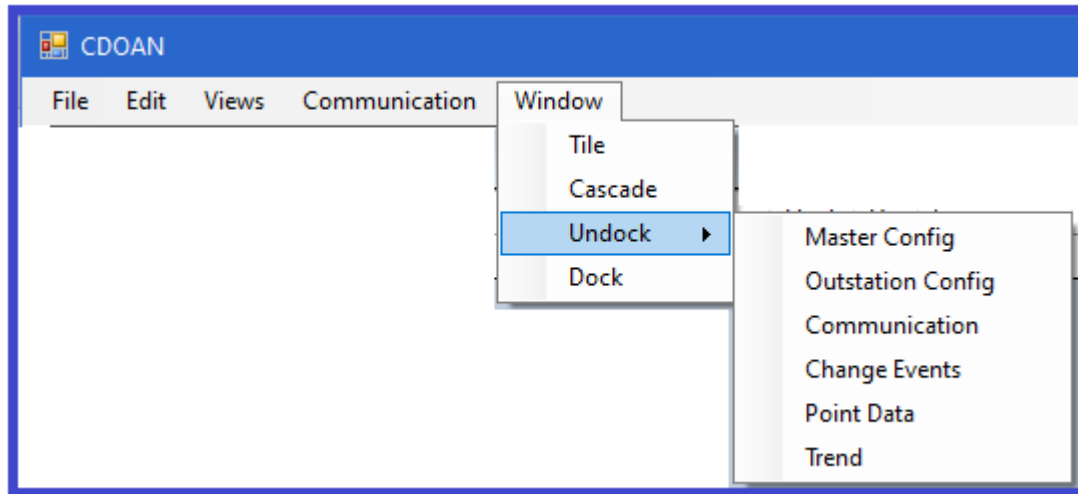 CDOAN
File Edit Views Communication Window
Tile
Cascade
Undock
Dock
Master Config
Outstation Config
Communication
Change Events
Point Data
Trend